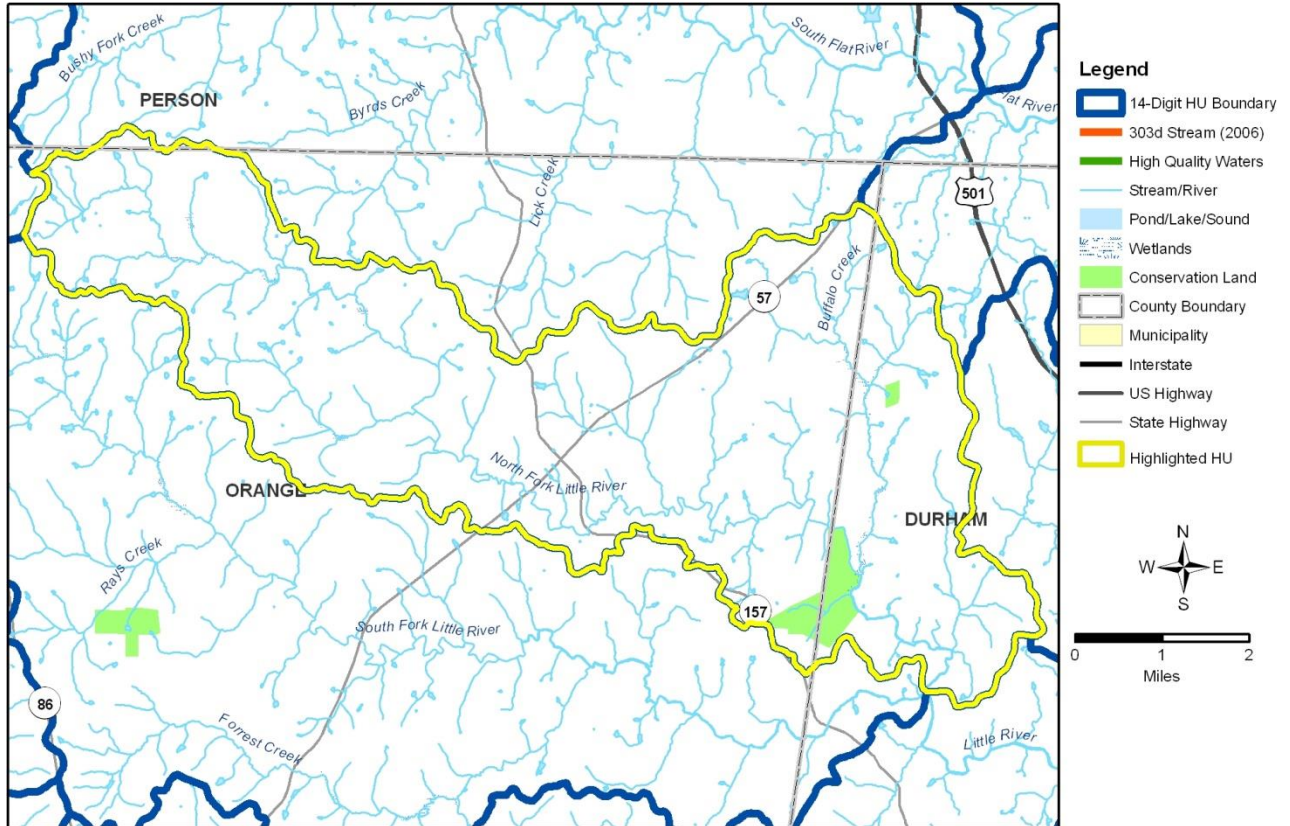 Bushy Fork Creek
PERSON
Byrds Creek
South Flat River
Flat River
501
Lick Creek
57
Buffalo Creek
North Fork Little River
ORANGE
DURHAM
Rays Creek
157
South Fork Little River
86
Forrest Creek
Little River
Legend
14-Digit HU Boundary
303d Stream (2006)
High Quality Waters
Stream/River
Pond/Lake/Sound
Wetlands
Conservation Land
County Boundary
Municipality
Interstate
US Highway
State Highway
Highlighted HU
N
W E
S
0 1 2
Miles